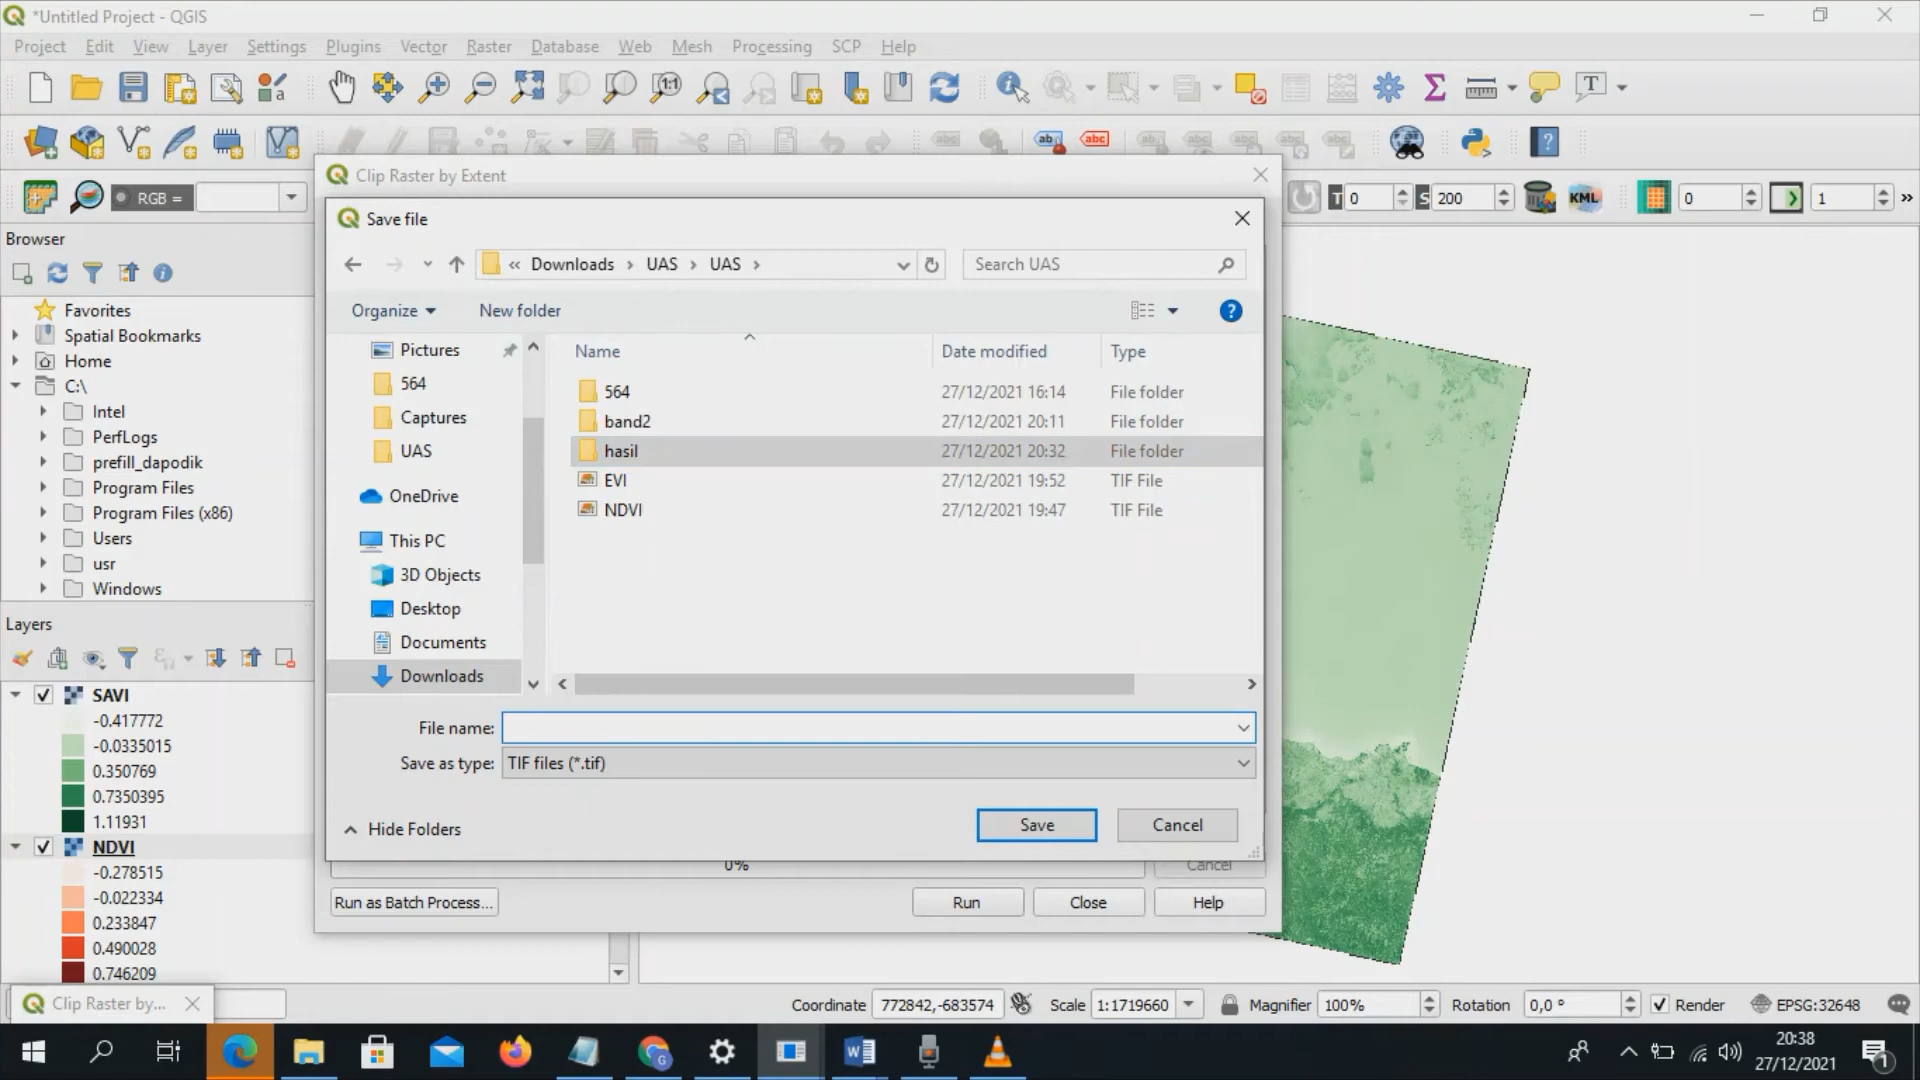 *Untitled Project - QGIS
Project Edit View Layer Settings Plugins Vector Raster Database Web Mesh Processing SCP Help
RGB =
T 0 S 200 KML 0 1 »
Clip Raster by Extent
Save file
« Downloads › UAS › UAS ›
Search UAS
Organize New folder
Name Date modified Type
564 27/12/2021 16:14 File folder
band2 27/12/2021 20:11 File folder
hasil 27/12/2021 20:32 File folder
EVI 27/12/2021 19:52 TIF File
NDVI 27/12/2021 19:47 TIF File
Pictures
564
Captures
UAS
OneDrive
This PC
3D Objects
Desktop
Documents
Downloads
File name:
Save as type: TIF files (*.tif)
Hide Folders
Save Cancel
0% Cancel
Run as Batch Process... Run Close Help
Browser
Favorites
Spatial Bookmarks
Home
C:\
Intel
PerfLogs
prefill_dapodik
Program Files
Program Files (x86)
Users
usr
Windows
Layers
SAVI
-0.417772
-0.0335015
0.350769
0.7350395
1.11931
NDVI
-0.278515
-0.022334
0.233847
0.490028
0.746209
Clip Raster by...
Coordinate 772842,-683574 Scale 1:1719660 Magnifier 100% Rotation 0,0 ° Render EPSG:32648
20:38
27/12/2021
1